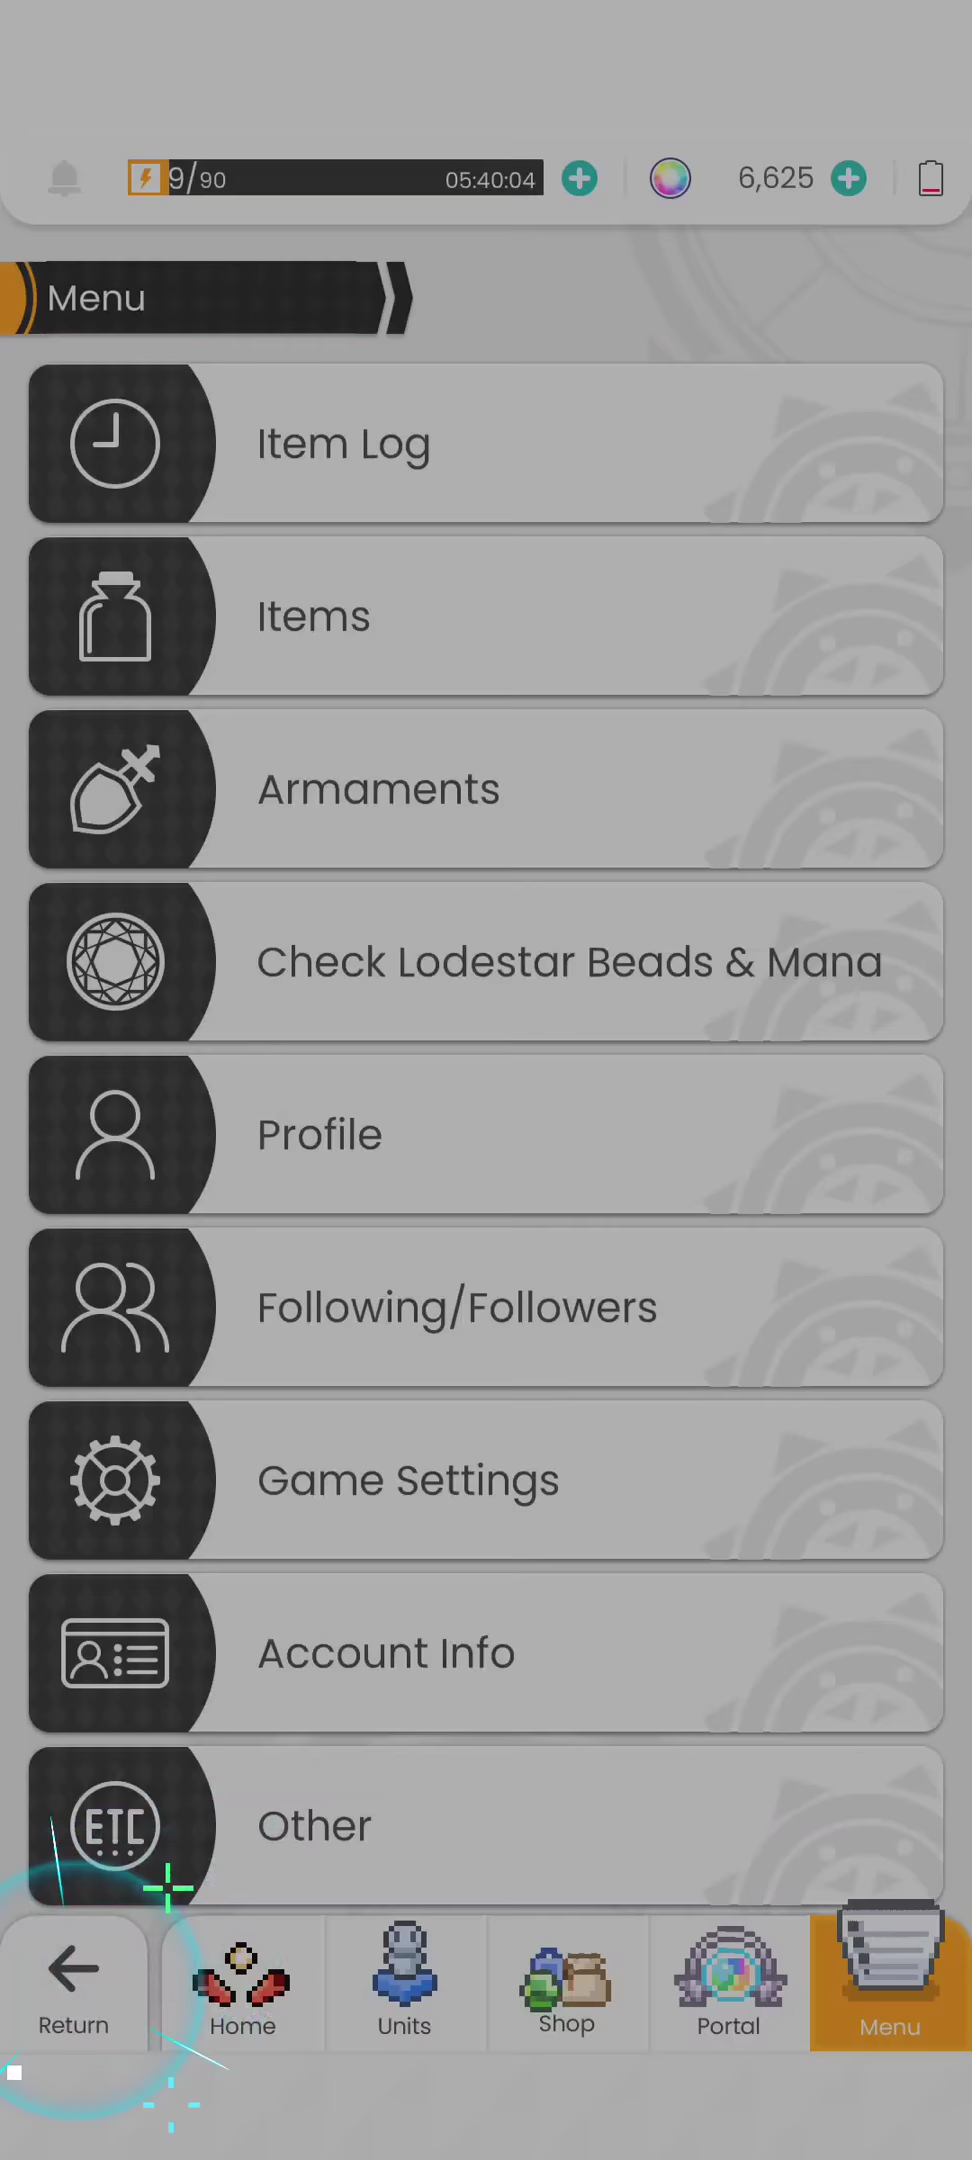 9/90 05:40:04 6,625
Menu
Item Log
Items
Armaments
Check Lodestar Beads & Mana
Profile
Following/Followers
Game Settings
Account Info
ETC
Other
Return Home Units Shop Portal Menu